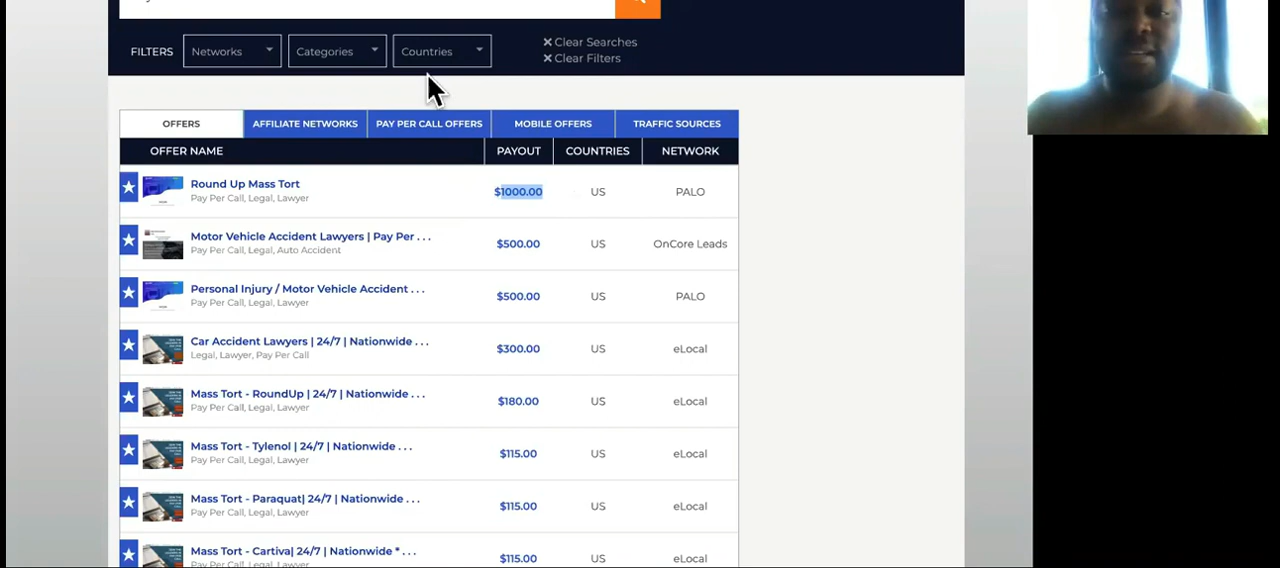 FILTERS Networks Categories Countries
Clear Searches
Clear Filters
OFFERS AFFILIATE NETWORKS PAY PER CALL OFFERS MOBILE OFFERS TRAFFIC SOURCES
OFFER NAME PAYOUT COUNTRIES NETWORK
Round Up Mass Tort
Pay Per Call, Legal, Lawyer
$1000.00 US PALO
Motor Vehicle Accident Lawyers | Pay Per . . .
Pay Per Call, Legal, Auto Accident
$500.00 US OnCore Leads
Personal Injury / Motor Vehicle Accident . . .
Pay Per Call, Legal, Lawyer
$500.00 US PALO
Car Accident Lawyers | 24/7 | Nationwide . . .
Legal, Lawyer, Pay Per Call
$300.00 US eLocal
Mass Tort - RoundUp | 24/7 | Nationwide . . .
Pay Per Call, Legal, Lawyer
$180.00 US eLocal
Mass Tort - Tylenol | 24/7 | Nationwide . . .
Pay Per Call, Legal, Lawyer
$115.00 US eLocal
Mass Tort - Paraquat| 24/7 | Nationwide . . .
Pay Per Call, Legal, Lawyer
$115.00 US eLocal
Mass Tort - Cartiva| 24/7 | Nationwide * . . .
Pay Per Call, Legal, Lawyer
$115.00 US eLocal